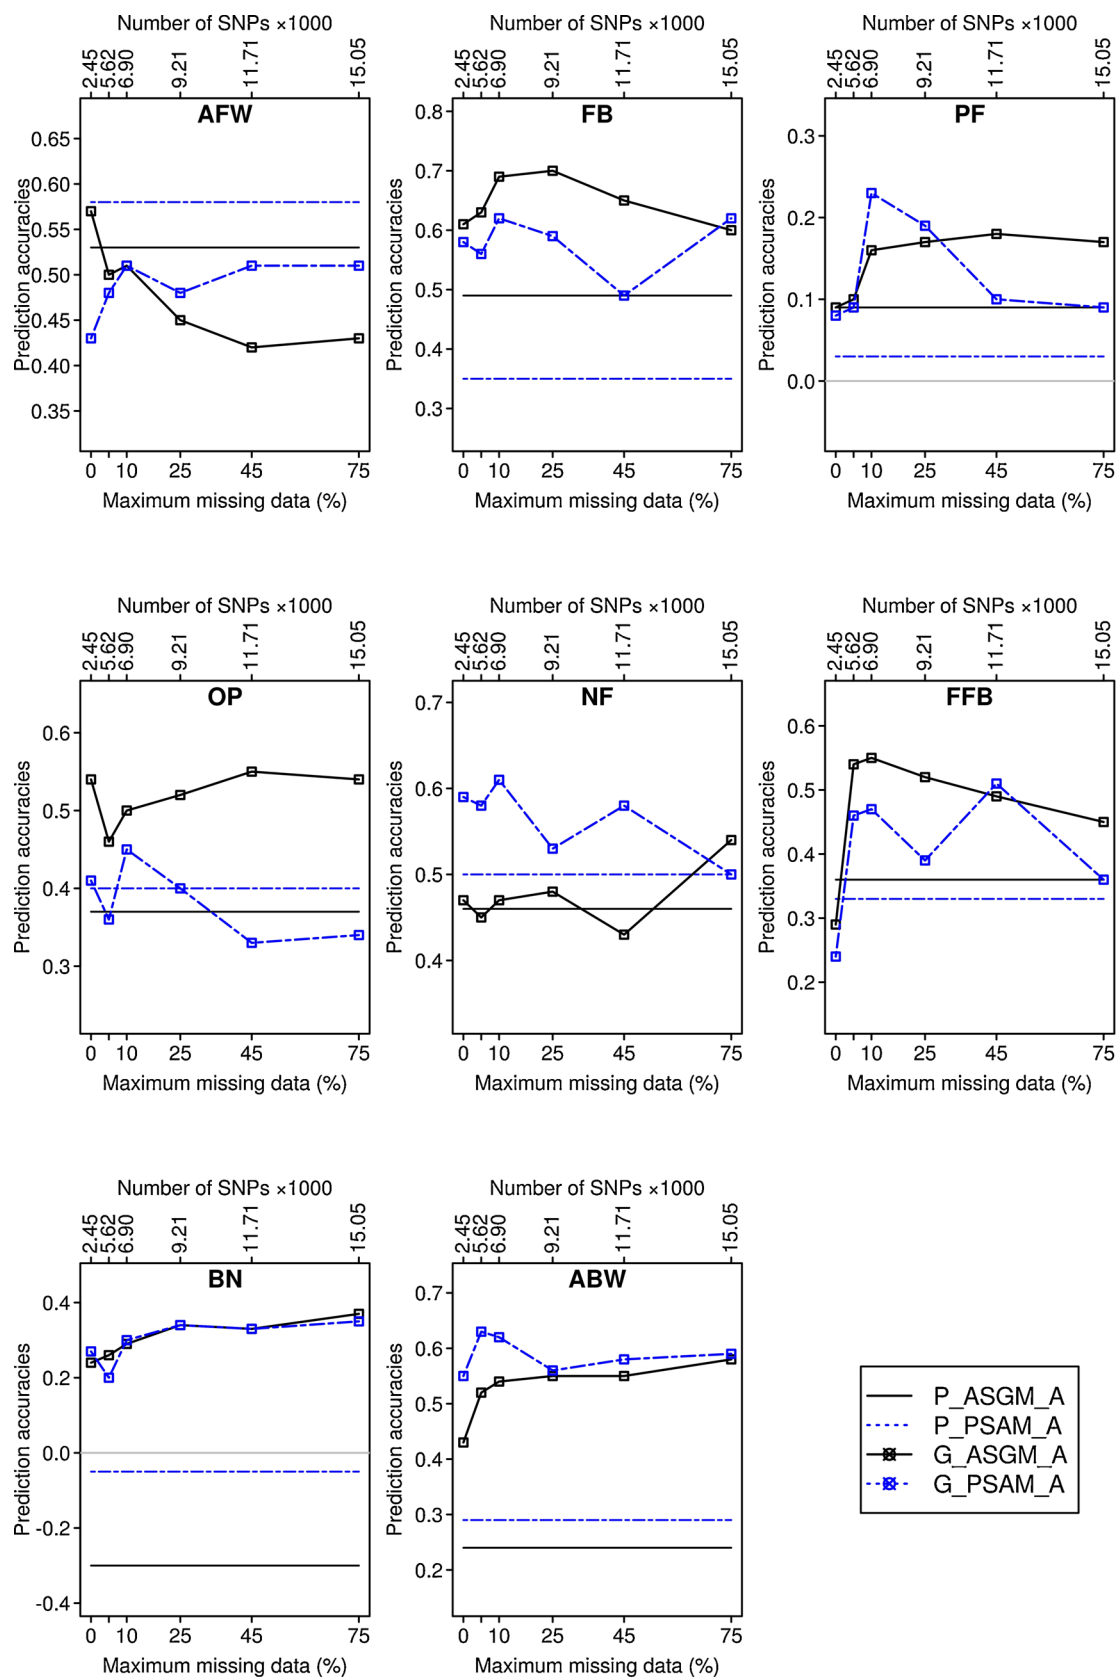 Number of SNPs ×1000
2.45 5.62 6.90 9.21 11.71 15.05
AFW
Prediction accuracies
0.65
0.60
0.55
0.50
0.45
0.40
0.35
0 10 25 45 75
Maximum missing data (%)
Number of SNPs ×1000
2.45 5.62 6.90 9.21 11.71 15.05
FB
Prediction accuracies
0.8
0.7
0.6
0.5
0.4
0.3
0 10 25 45 75
Maximum missing data (%)
Number of SNPs ×1000
2.45 5.62 6.90 9.21 11.71 15.05
PF
Prediction accuracies
0.3
0.2
0.1
0.0
0 10 25 45 75
Maximum missing data (%)
Number of SNPs ×1000
2.45 5.62 6.90 9.21 11.71 15.05
OP
Prediction accuracies
0.6
0.5
0.4
0.3
0 10 25 45 75
Maximum missing data (%)
Number of SNPs ×1000
2.45 5.62 6.90 9.21 11.71 15.05
NF
Prediction accuracies
0.7
0.6
0.5
0.4
0 10 25 45 75
Maximum missing data (%)
Number of SNPs ×1000
2.45 5.62 6.90 9.21 11.71 15.05
FFB
Prediction accuracies
0.6
0.5
0.4
0.3
0.2
0 10 25 45 75
Maximum missing data (%)
Number of SNPs ×1000
2.45 5.62 6.90 9.21 11.71 15.05
BN
Prediction accuracies
0.4
0.2
0.0
-0.2
-0.4
0 10 25 45 75
Maximum missing data (%)
Number of SNPs ×1000
2.45 5.62 6.90 9.21 11.71 15.05
ABW
Prediction accuracies
0.7
0.6
0.5
0.4
0.3
0.2
0 10 25 45 75
Maximum missing data (%)
P_ASGM_A
P_PSAM_A
G_ASGM_A
G_PSAM_A